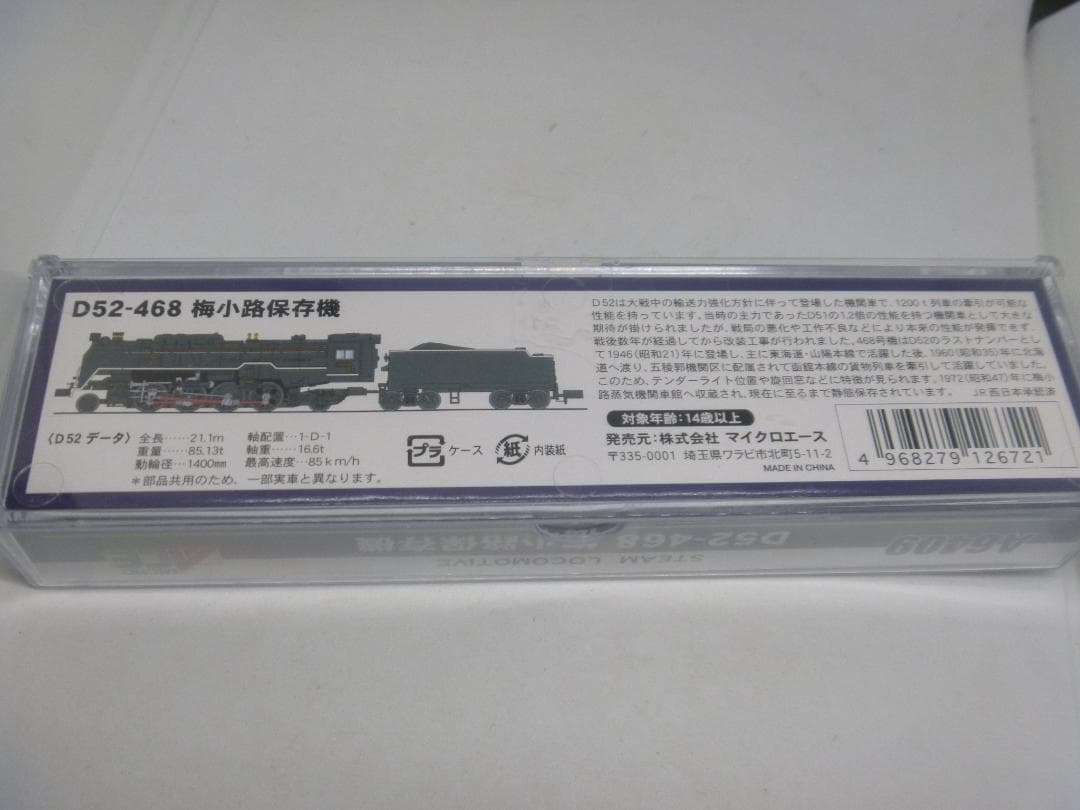 D52-468 梅小路保存機
D52は大戦中の輸送力強化方針に伴って登場した機関車で、1200t列車の牽引が可能な
性能を持っています。当時の主力であったD51の1.2倍の性能を持つ機関車として大きな
期待が掛けられましたが、戦局の悪化や工作不良などにより本来の性能が発揮できず、
戦後数年が経過してから改装工事が行われました。468号機はD52のラストナンバーと
して1946(昭和21)年に登場し、主に東海道・山陽本線で活躍した後、1960(昭和35)年に北海
道へ渡り、五稜郭機関区に配属されて函館本線の貨物列車を牽引して活躍していました。
このため、テンダーライト位置や旋回窓などに特徴が見られます。1972(昭和47)年に梅小
路蒸気機関車館へ収蔵され、現在に至るまで静態保存されています。 JR西日本承認済
〈D52 データ〉 全長……21.1m 軸配置…1-D-1
重量……85.13t 軸重……16.6t
動輪径…1400mm 最高速度…85km/h
*部品共用のため、一部実車と異なります。
プラ ケース 紙 内装紙
対象年齢:14歳以上
発売元:株式会社 マイクロエース
〒335-0001 埼玉県ワラビ市北町5-11-2
MADE IN CHINA
4 968279 126721
STEAM LOCOMOTIVE
D52-468 梅小路保存機
A6409